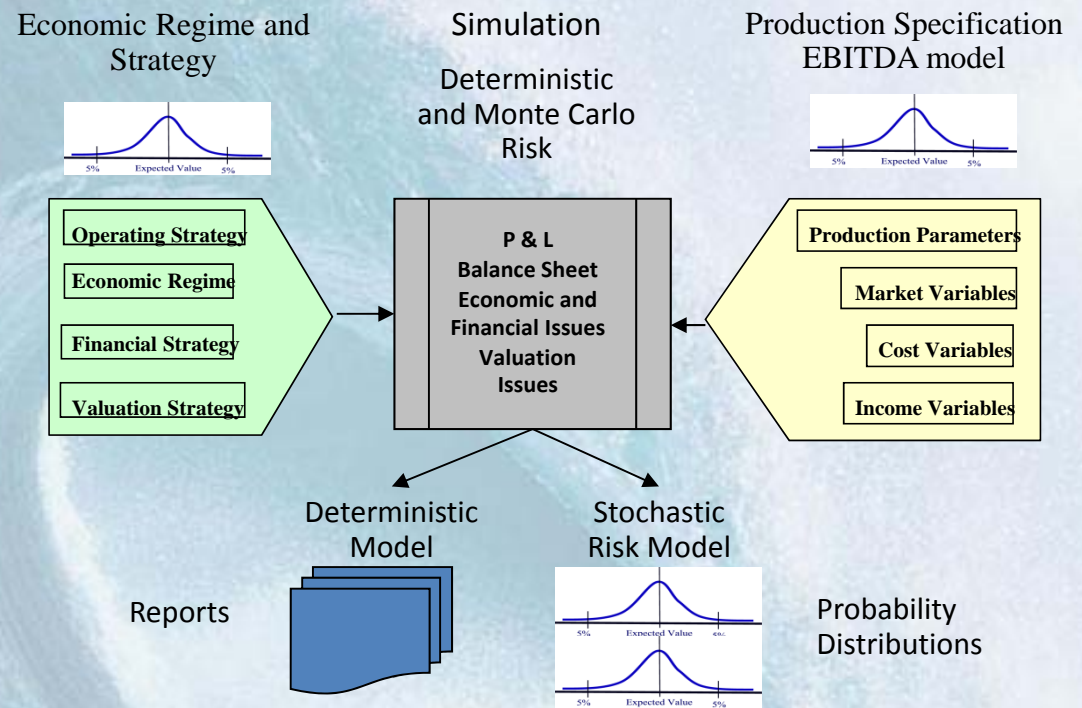 Economic Regime and
Strategy
5%
Expected Value
5%
Operating Strategy
Economic Regime
Financial Strategy
Valuation Strategy
Simulation
Deterministic
and Monte Carlo
Risk
P & L
Balance Sheet
Economic and
Financial Issues
Valuation
Issues
Production Specification
EBITDA model
5%
Expected Value
5%
Production Parameters
Market Variables
Cost Variables
Income Variables
Deterministic
Model
Reports
Stochastic
Risk Model
5%
Expected Value
5%
Expected Value
5%
Probability
Distributions